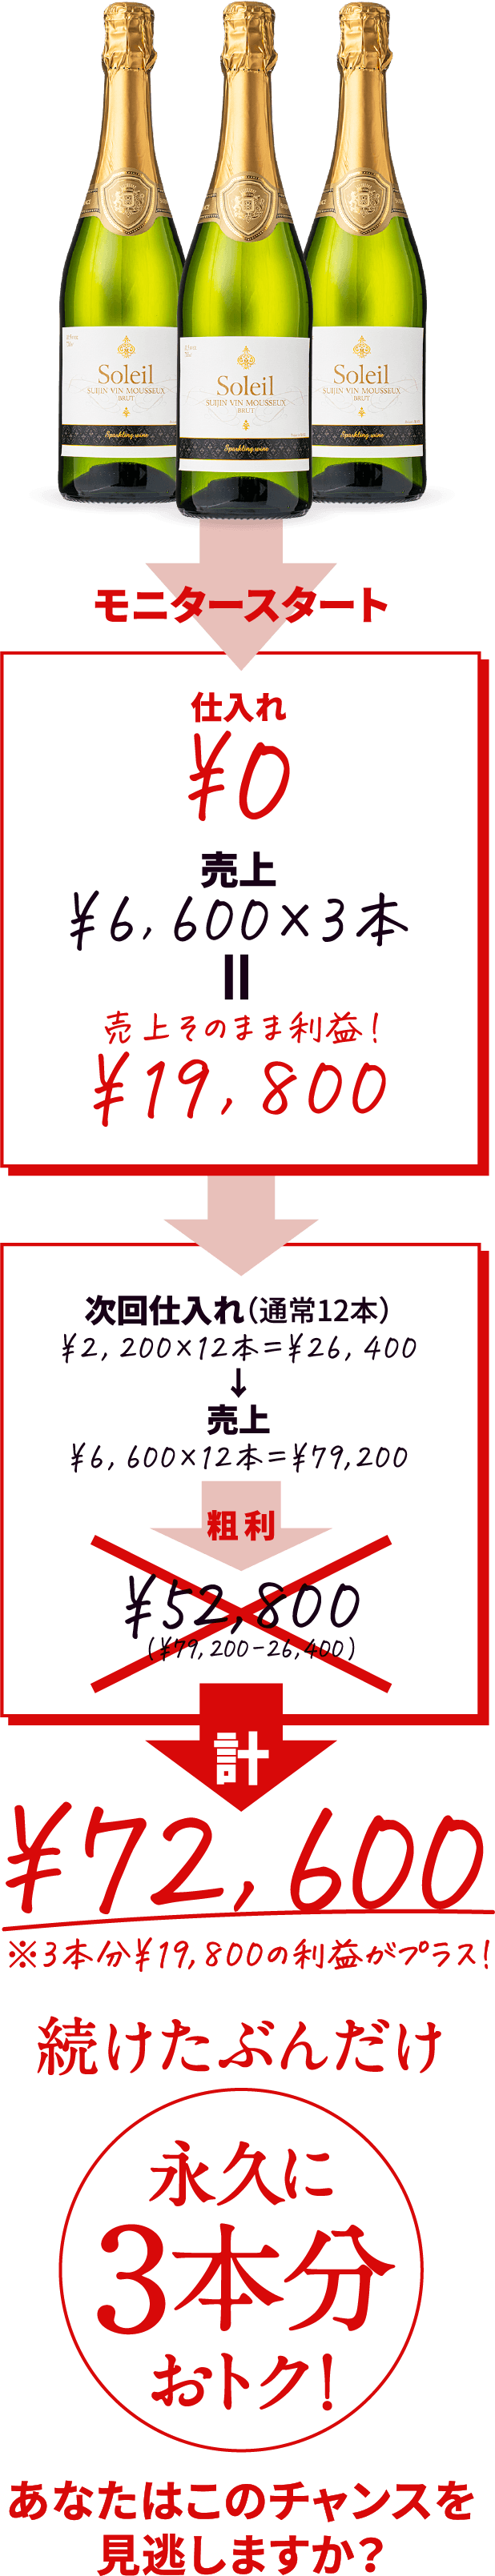 Soleil
SUIJIN VIN MOUSSEUX
BRUT
Sparkling wine
Soleil
SUIJIN VIN MOUSSEUX
BRUT
Sparkling wine
Soleil
SUIJIN VIN MOUSSEUX
BRUT
Sparkling wine
モニタースタート
仕入れ
¥0
売上
¥6,600×3本
=
売上そのまま利益!
¥19,800
次回仕入れ(通常12本)
¥2,200×12本=¥26,400
↓
売上
¥6,600×12本=¥79,200
粗利
¥52,800
(¥79,200-26,400)
計
¥72,600
※3本分¥19,800の利益がプラス!
続けたぶんだけ
永久に
3本分
おトク!
あなたはこのチャンスを
見逃しますか?